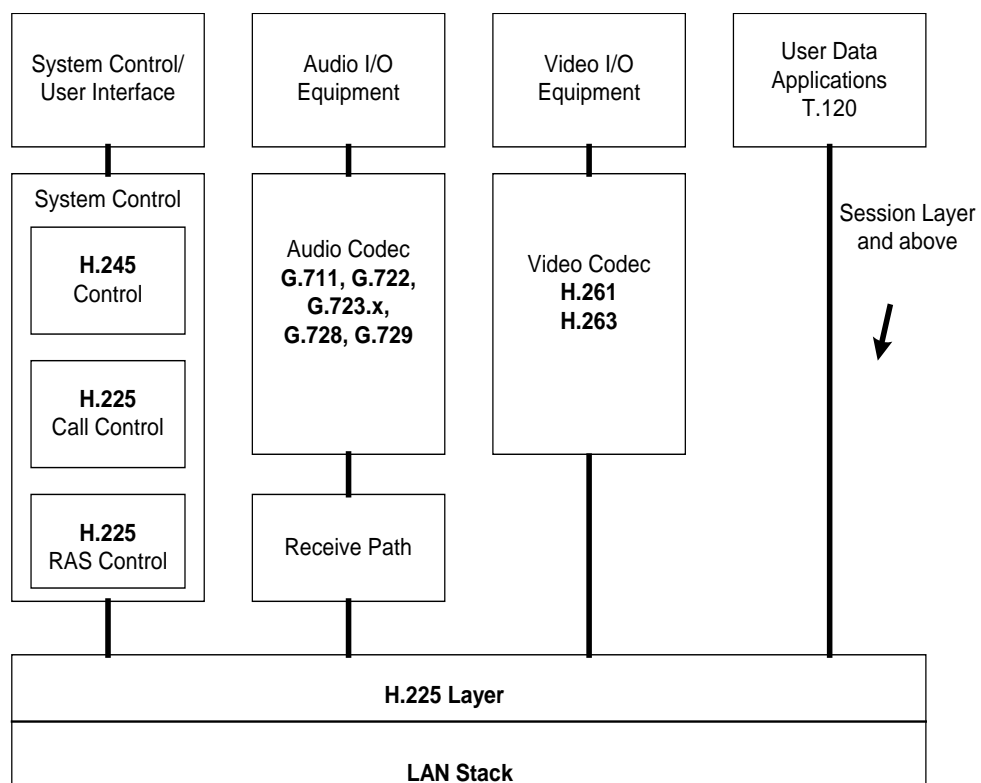 System Control/
User Interface
Audio I/O
Equipment
Video I/O
Equipment
User Data
Applications
T.120
System Control
H.245
Control
H.225
Call Control
H.225
RAS Control
Audio Codec
G.711, G.722,
G.723.x,
G.728, G.729
Receive Path
Video Codec
H.261
H.263
Session Layer
and above
H.225 Layer
LAN Stack